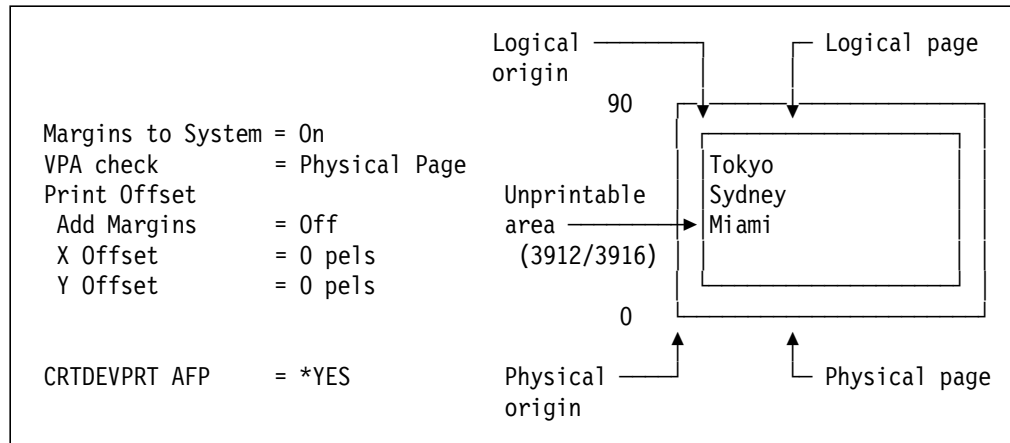 Logical Logical page
origin
90
Margins to System = On
VPA check = Physical Page Tokyo
Print Offset Unprintable Sydney
Add Margins = Off area Miami
X Offset = 0 pels (3912/3916)
Y Offset = 0 pels
0
CRTDEVPRT AFP = *YES Physical Physical page
origin